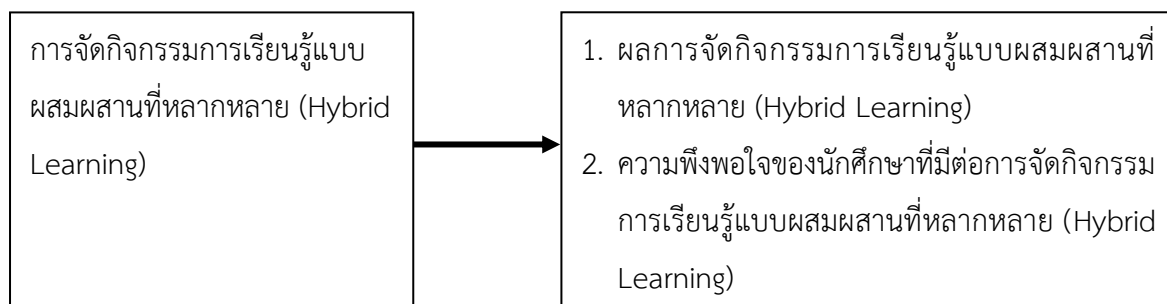 การจัดกิจกรรมการเรียนรู้แบบ
ผสมผสานที่หลากหลาย (Hybrid
Learning)
1. ผลการจัดกิจกรรมการเรียนรู้แบบผสมผสานที่
หลากหลาย (Hybrid Learning)
2. ความพึงพอใจของนักศึกษาที่มีต่อการจัดกิจกรรม
การเรียนรู้แบบผสมผสานที่หลากหลาย (Hybrid
Learning)